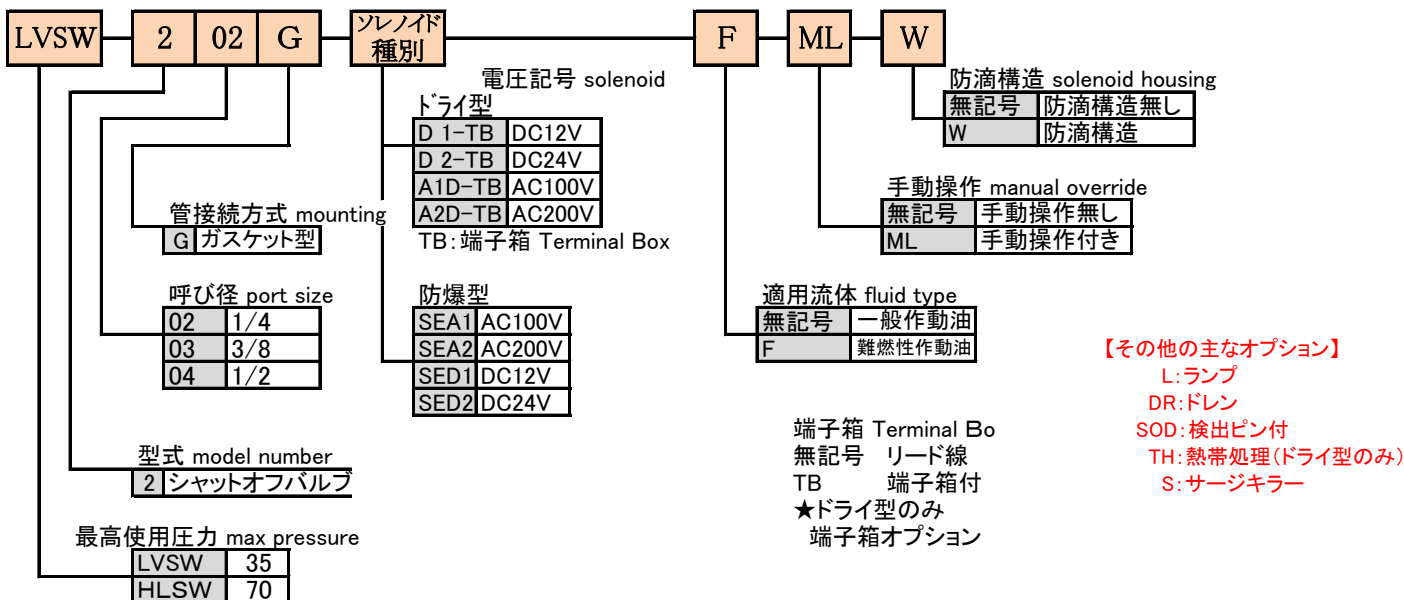 LVSW 2 02 G ソレノイド種別 F ML W
電圧記号 solenoid
ドライ型
D 1-TB DC12V
D 2-TB DC24V
A1D-TB AC100V
A2D-TB AC200V
TB:端子箱 Terminal Box
防滴構造 solenoid housing
無記号 防滴構造無し
W 防滴構造
手動操作 manual override
無記号 手動操作無し
ML 手動操作付き
管接続方式 mounting
G ガスケット型
呼び径 port size
02 1/4
03 3/8
04 1/2
防爆型
SEA1 AC100V
SEA2 AC200V
SED1 DC12V
SED2 DC24V
適用流体 fluid type
無記号 一般作動油
F 難燃性作動油
【その他の主なオプション】
L:ランプ
DR:ドレン
SOD:検出ピン付
TH:熱帯処理(ドライ型のみ)
S:サージキラー
端子箱 Terminal Bo
無記号 リード線
TB 端子箱付
★ドライ型のみ
端子箱オプション
型式 model number
2 シャットオフバルブ
最高使用圧力 max pressure
LVSW 35
HLSW 70